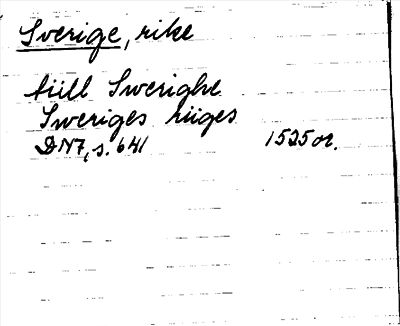 Sverige, rike
tiill Swerighe
Sweriges riiges
DN7, s. 641 1525 or.